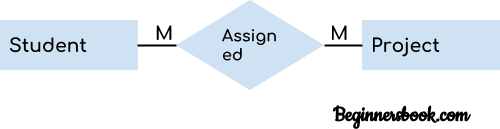 Student
M
Assign
ed
M
Project
Beginnersbook.com